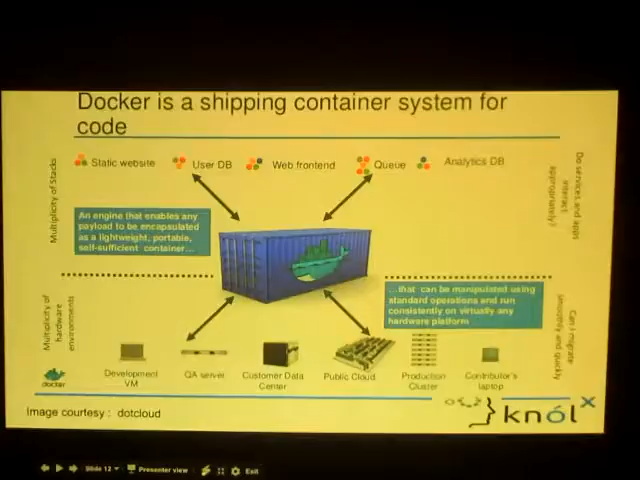 Docker is a shipping container system for
code
Static website
User DB
Web frontend
Queue
Analytics DB
Multiplicity of Stacks
Do services and apps
interact
appropriately?
An engine that enables any
payload to be encapsulated
as a lightweight, portable,
self-sufficient container...
...that can be manipulated using
standard operations and run
consistently on virtually any
hardware platform
Multiplicity of
hardware
environments
Can I migrate
smoothly and quickly
Development
VM
QA server
Customer Data
Center
Public Cloud
Production
Cluster
Contributor's
laptop
docker
Image courtesy : dotcloud
knólx
Slide 12
Presenter view
Exit